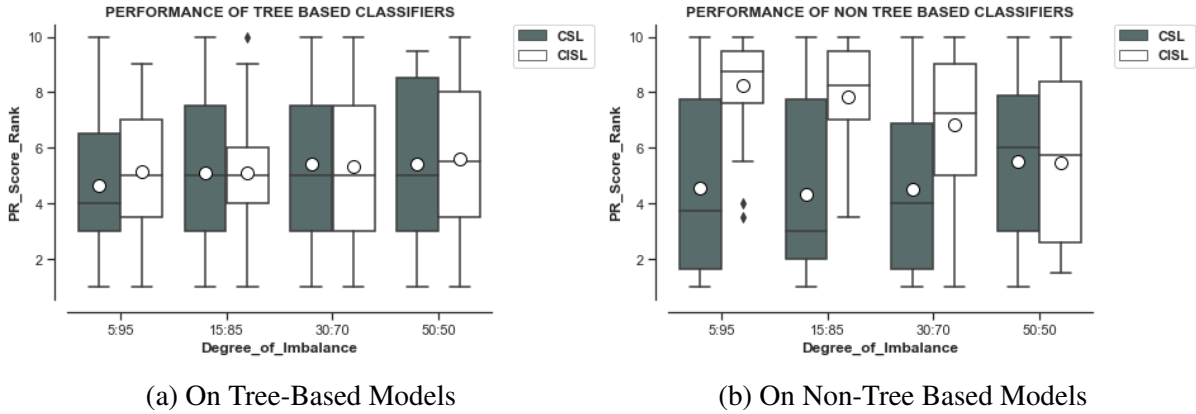 PERFORMANCE OF TREE BASED CLASSIFIERS
10
8
6
4
2
PR_Score_Rank
5:95
15:85
30:70
50:50
Degree_of_Imbalance
CSL
CISL
(a) On Tree-Based Models
PERFORMANCE OF NON TREE BASED CLASSIFIERS
10
8
6
4
2
PR_Score_Rank
5:95
15:85
30:70
50:50
Degree_of_Imbalance
CSL
CISL
(b) On Non-Tree Based Models